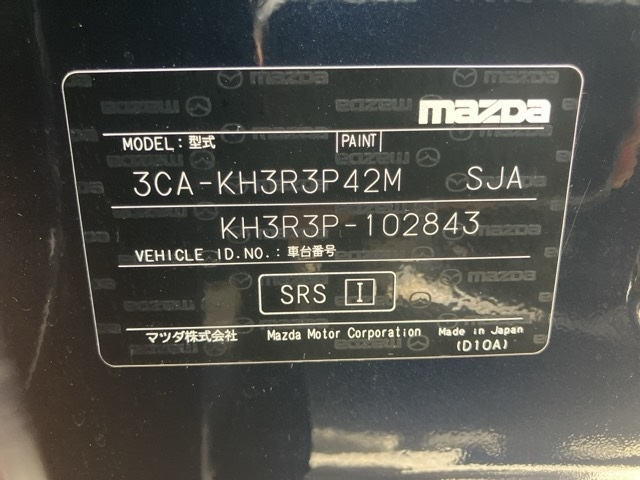 mazda
MODEL:型式 PAINT
3CA-KH3R3P42M SJA
KH3R3P-102843
VEHICLE ID.NO.:車台番号
SRS I
マツダ株式会社 Mazda Motor Corporation Made in Japan
(D10A)